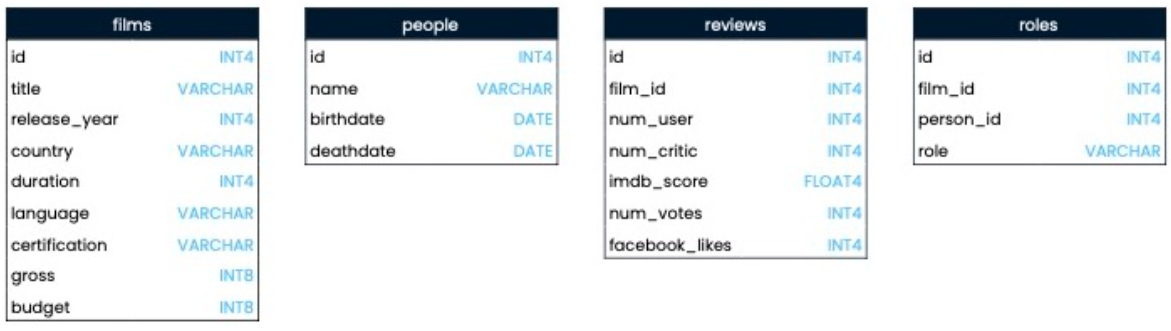 films
id INT4
title VARCHAR
release_year INT4
country VARCHAR
duration INT4
language VARCHAR
certification VARCHAR
gross INT8
budget INT8
people
id INT4
name VARCHAR
birthdate DATE
deathdate DATE
reviews
id INT4
film_id INT4
num_user INT4
num_critic INT4
imdb_score FLOAT4
num_votes INT4
facebook_likes INT4
roles
id INT4
film_id INT4
person_id INT4
role VARCHAR